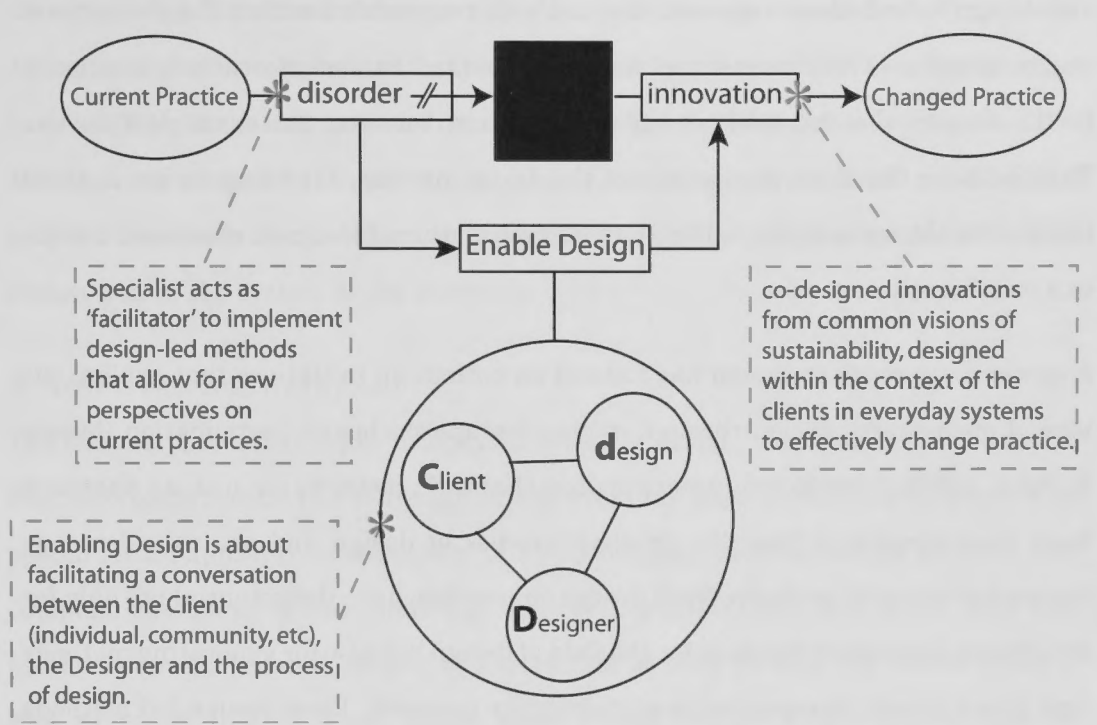 Current Practice
disorder
innovation
Changed Practice
Enable Design
Specialist acts as
'facilitator' to implement
design-led methods
that allow for new
perspectives on
current practices.
co-designed innovations
from common visions of
sustainability, designed
within the context of the
clients in everyday systems
to effectively change practice.
Client
design
Designer
Enabling Design is about
facilitating a conversation
between the Client
(individual, community, etc),
the Designer and the process
of design.